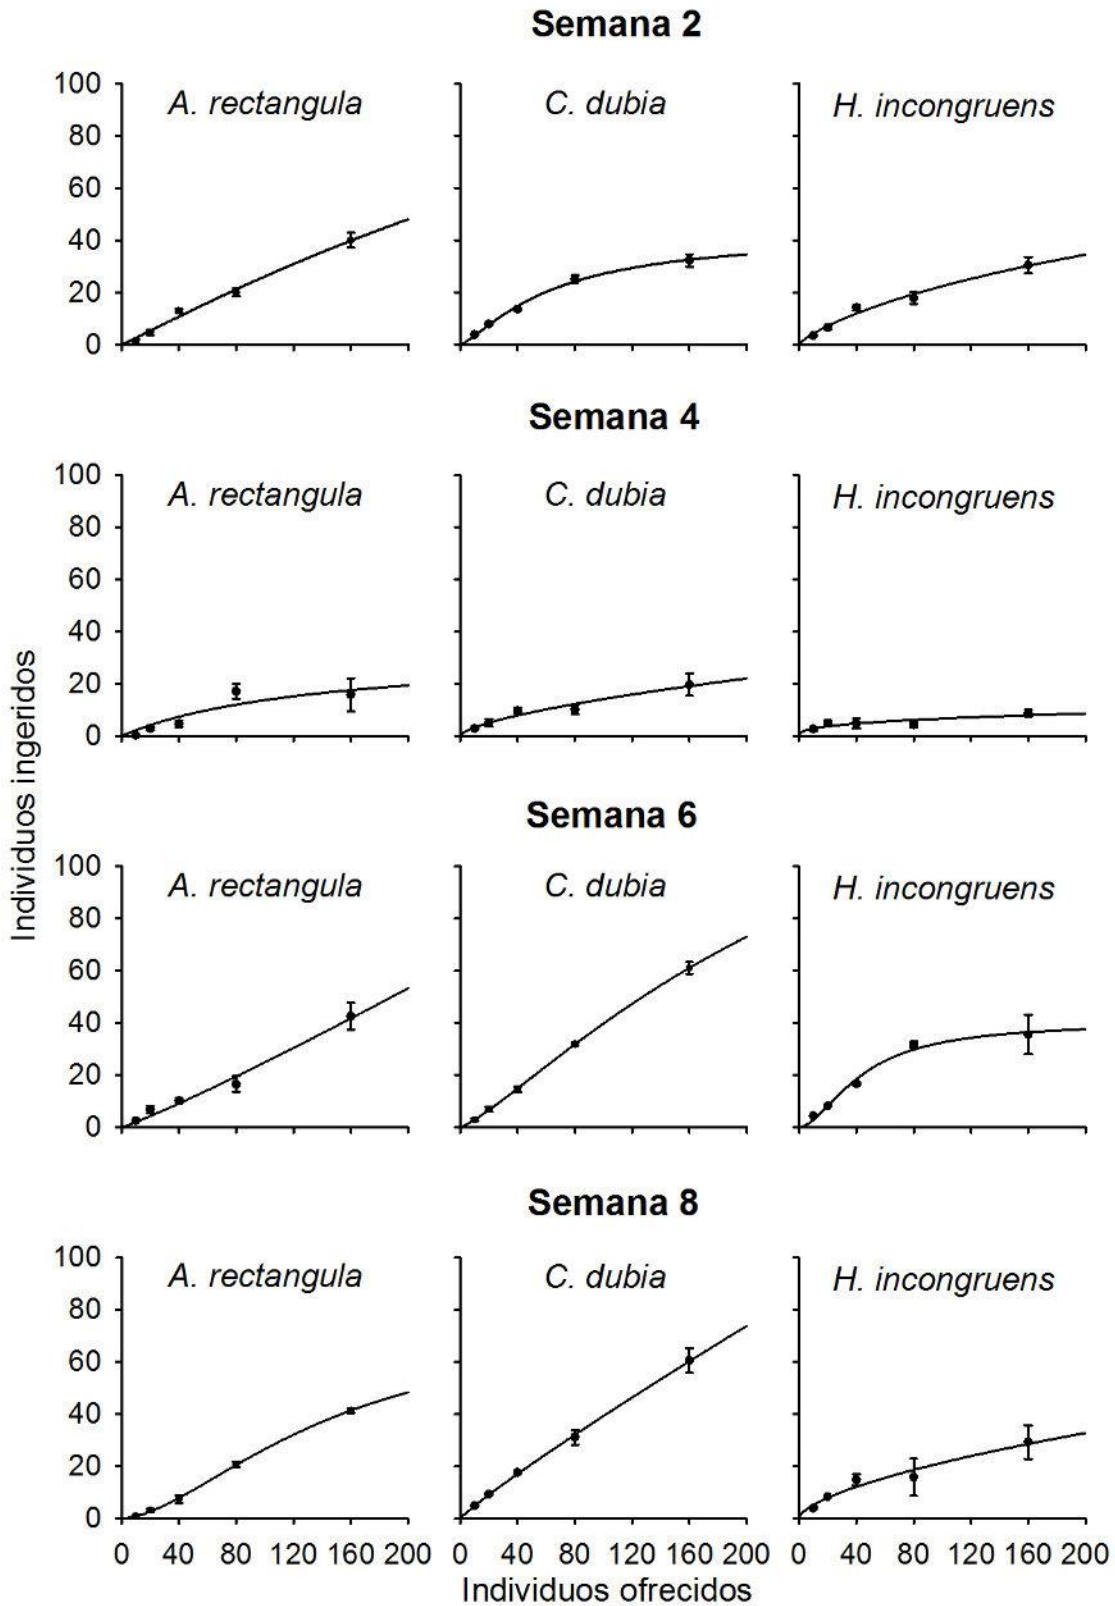 Semana 2
A. rectangula C. dubia H. incongruens
100
80
60
40
20
0
Semana 4
A. rectangula C. dubia H. incongruens
100
80
60
40
20
0
Individuos ingeridos
Semana 6
A. rectangula C. dubia H. incongruens
100
80
60
40
20
0
Semana 8
A. rectangula C. dubia H. incongruens
100
80
60
40
20
0
0 40 80 120 160 200 0 40 80 120 160 200 0 40 80 120 160 200
Individuos ofrecidos